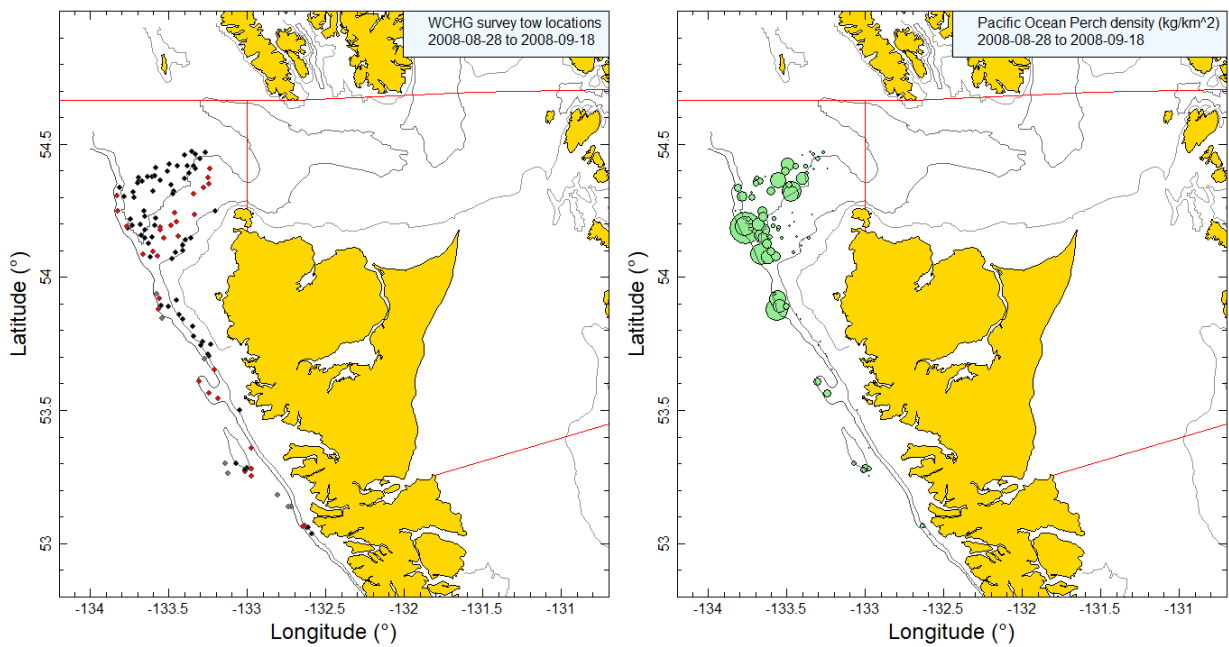 WCHG survey tow locations
2008-08-28 to 2008-09-18
54.5
54
53.5
53
Latitude (°)
-134
-133.5
-133
-132.5
-132
-131.5
-131
Longitude (°)
Pacific Ocean Perch density (kg/km^2)
2008-08-28 to 2008-09-18
54.5
54
53.5
53
Latitude (°)
-134
-133.5
-133
-132.5
-132
-131.5
-131
Longitude (°)